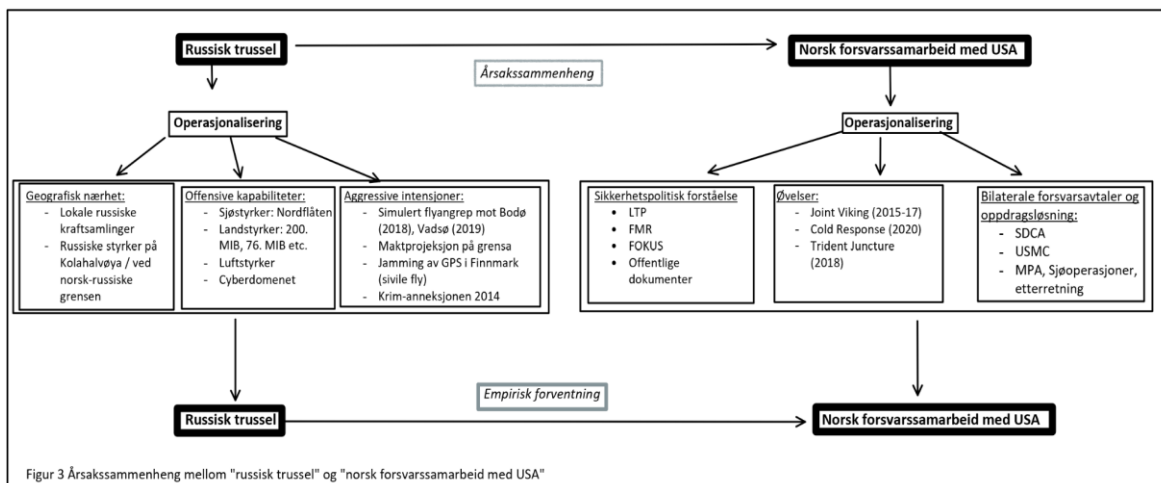 Russisk trussel
Norsk forsvarssamarbeid med USA
Årsakssammenheng
Operasjonalisering
Operasjonalisering
Geografisk nærhet:
- Lokale russiske
kraftsamlinger
- Russiske styrker på
Kolahalvøya / ved
norsk-russiske
grensen
Offensive kapabiliteter:
- Sjøstyrker: Nordflåten
- Landstyrker: 200.
MIB, 76. MIB etc.
- Luftstyrker
- Cyberdomenet
Aggressive intensjoner:
- Simulert flyangrep mot Bodø
(2018), Vadsø (2019)
- Maktprojeksjon på grensa
- Jamming av GPS i Finnmark
(sivile fly)
- Krim-anneksjonen 2014
Sikkerhetspolitisk forståelse
• LTP
• FMR
• FOKUS
• Offentlige
dokumenter
Øvelser:
- Joint Viking (2015-17)
- Cold Response (2020)
- Trident Juncture
(2018)
Bilaterale forsvarsavtaler og
oppdragsløsning:
- SDCA
- USMC
- MPA, Sjøoperasjoner,
etterretning
Empirisk forventning
Russisk trussel
Norsk forsvarssamarbeid med USA
Figur 3 Årsakssammenheng mellom "russisk trussel" og "norsk forsvarssamarbeid med USA"